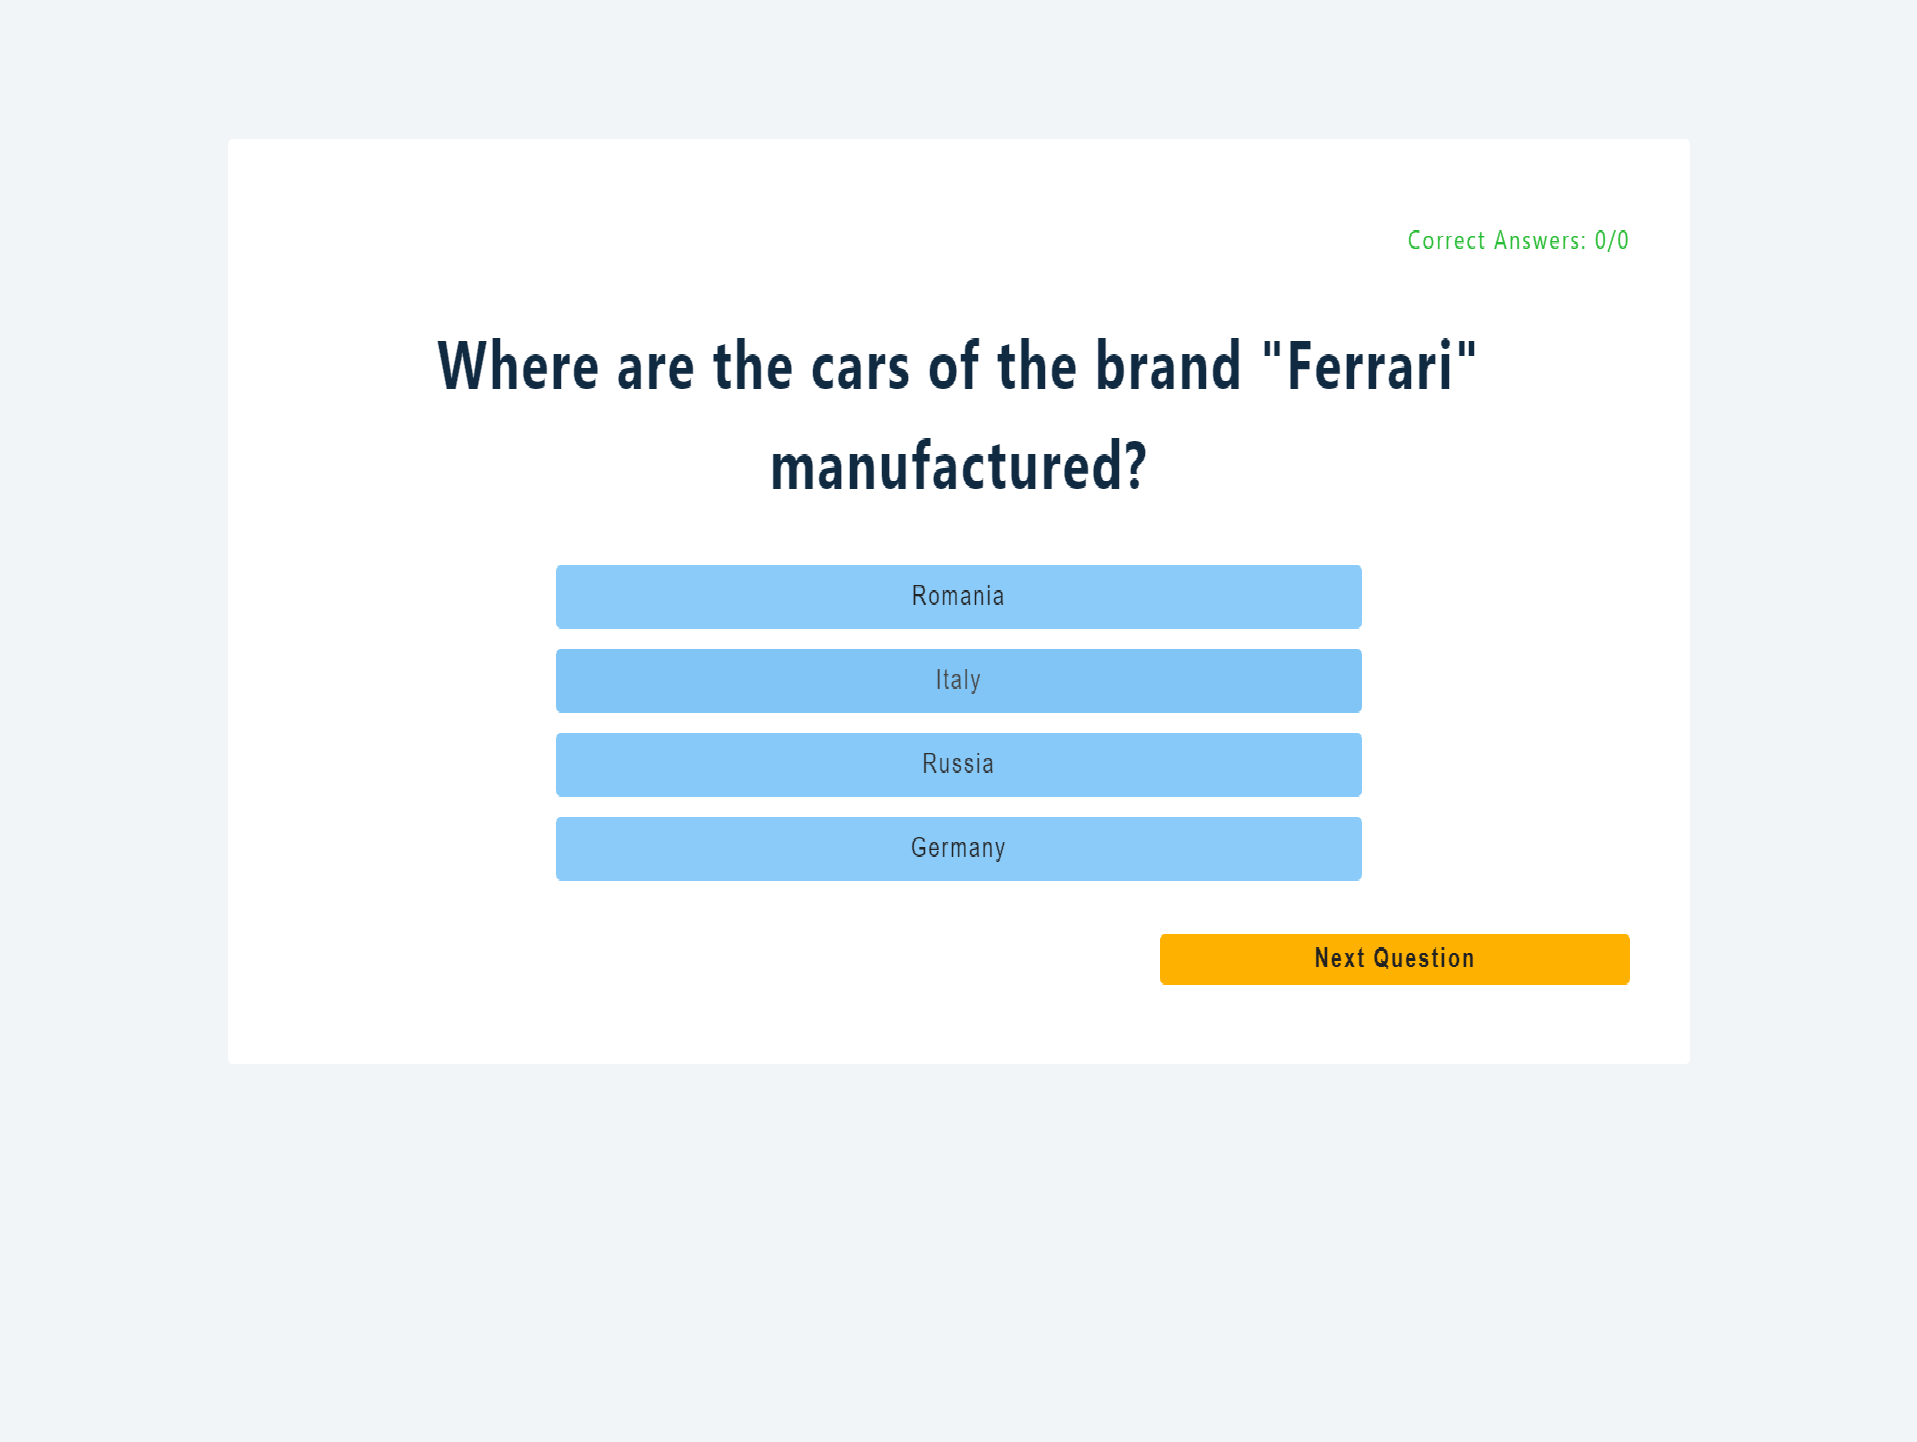 Correct Answers: 0/0
Where are the cars of the brand "Ferrari"
manufactured?
Romania
Italy
Russia
Germany
Next Question